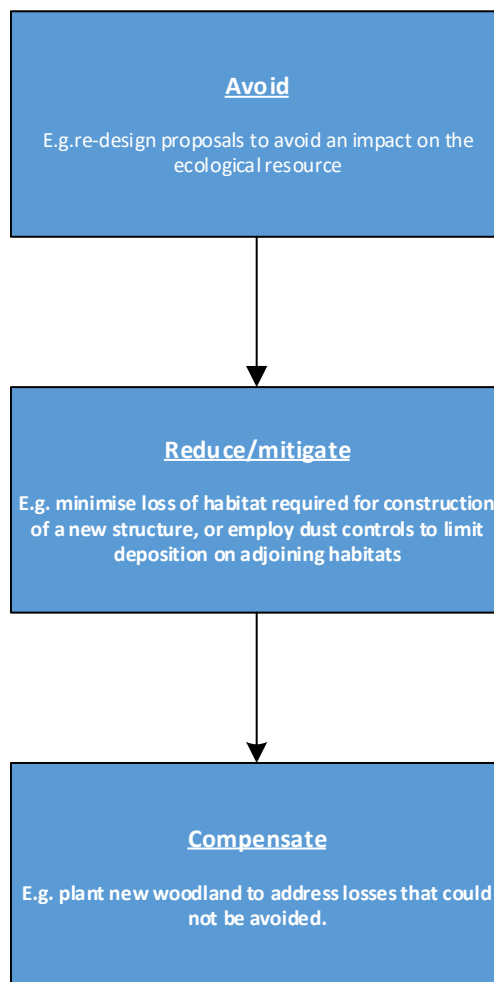 Avoid
E.g.re-design proposals to avoid an impact on the
ecological resource
Reduce/mitigate
E.g. minimise loss of habitat required for construction
of a new structure, or employ dust controls to limit
deposition on adjoining habitats
Compensate
E.g. plant new woodland to address losses that could
not be avoided.